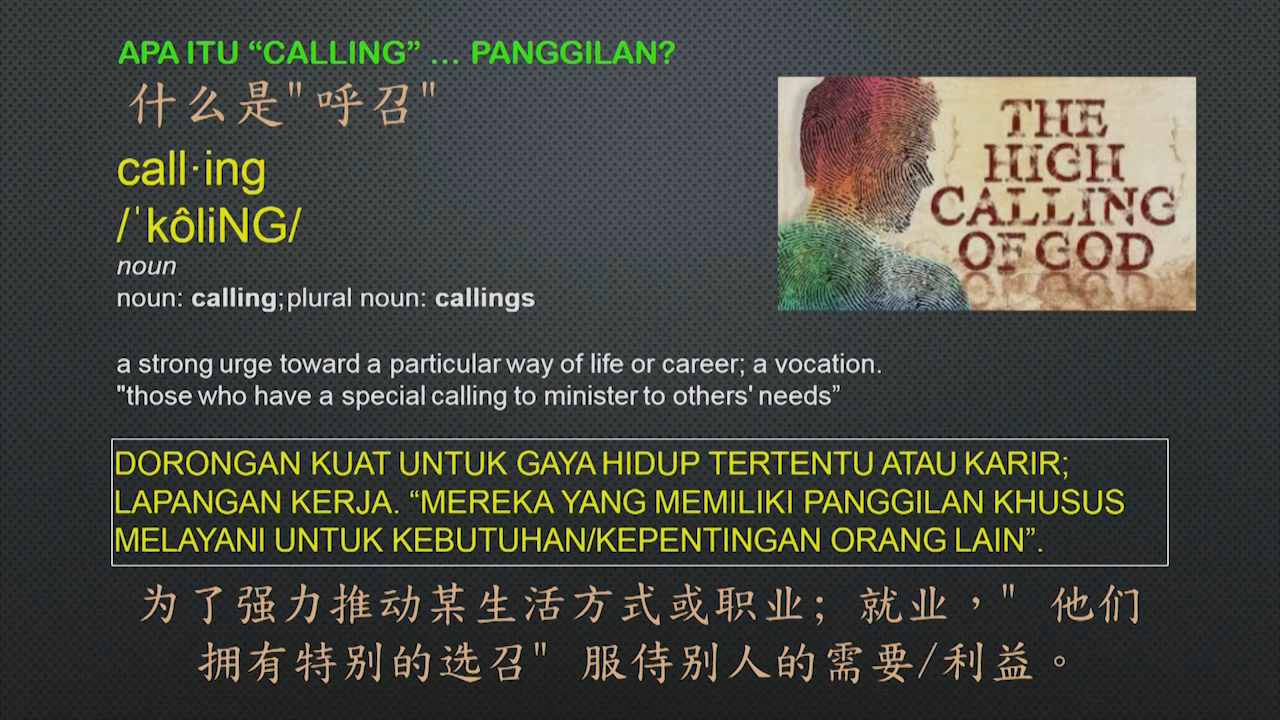 APA ITU “CALLING” ... PANGGILAN?
什么是"呼召"
call·ing
/ˈkôliNG/
noun
noun: calling; plural noun: callings
THE
HIGH
CALLING
OF GOD
a strong urge toward a particular way of life or career; a vocation.
"those who have a special calling to minister to others' needs”
DORONGAN KUAT UNTUK GAYA HIDUP TERTENTU ATAU KARIR;
LAPANGAN KERJA. “MEREKA YANG MEMILIKI PANGGILAN KHUSUS
MELAYANI UNTUK KEBUTUHAN/KEPENTINGAN ORANG LAIN”.
为了强力推动某生活方式或职业; 就业，" 他们
拥有特别的选召" 服侍别人的需要/利益。